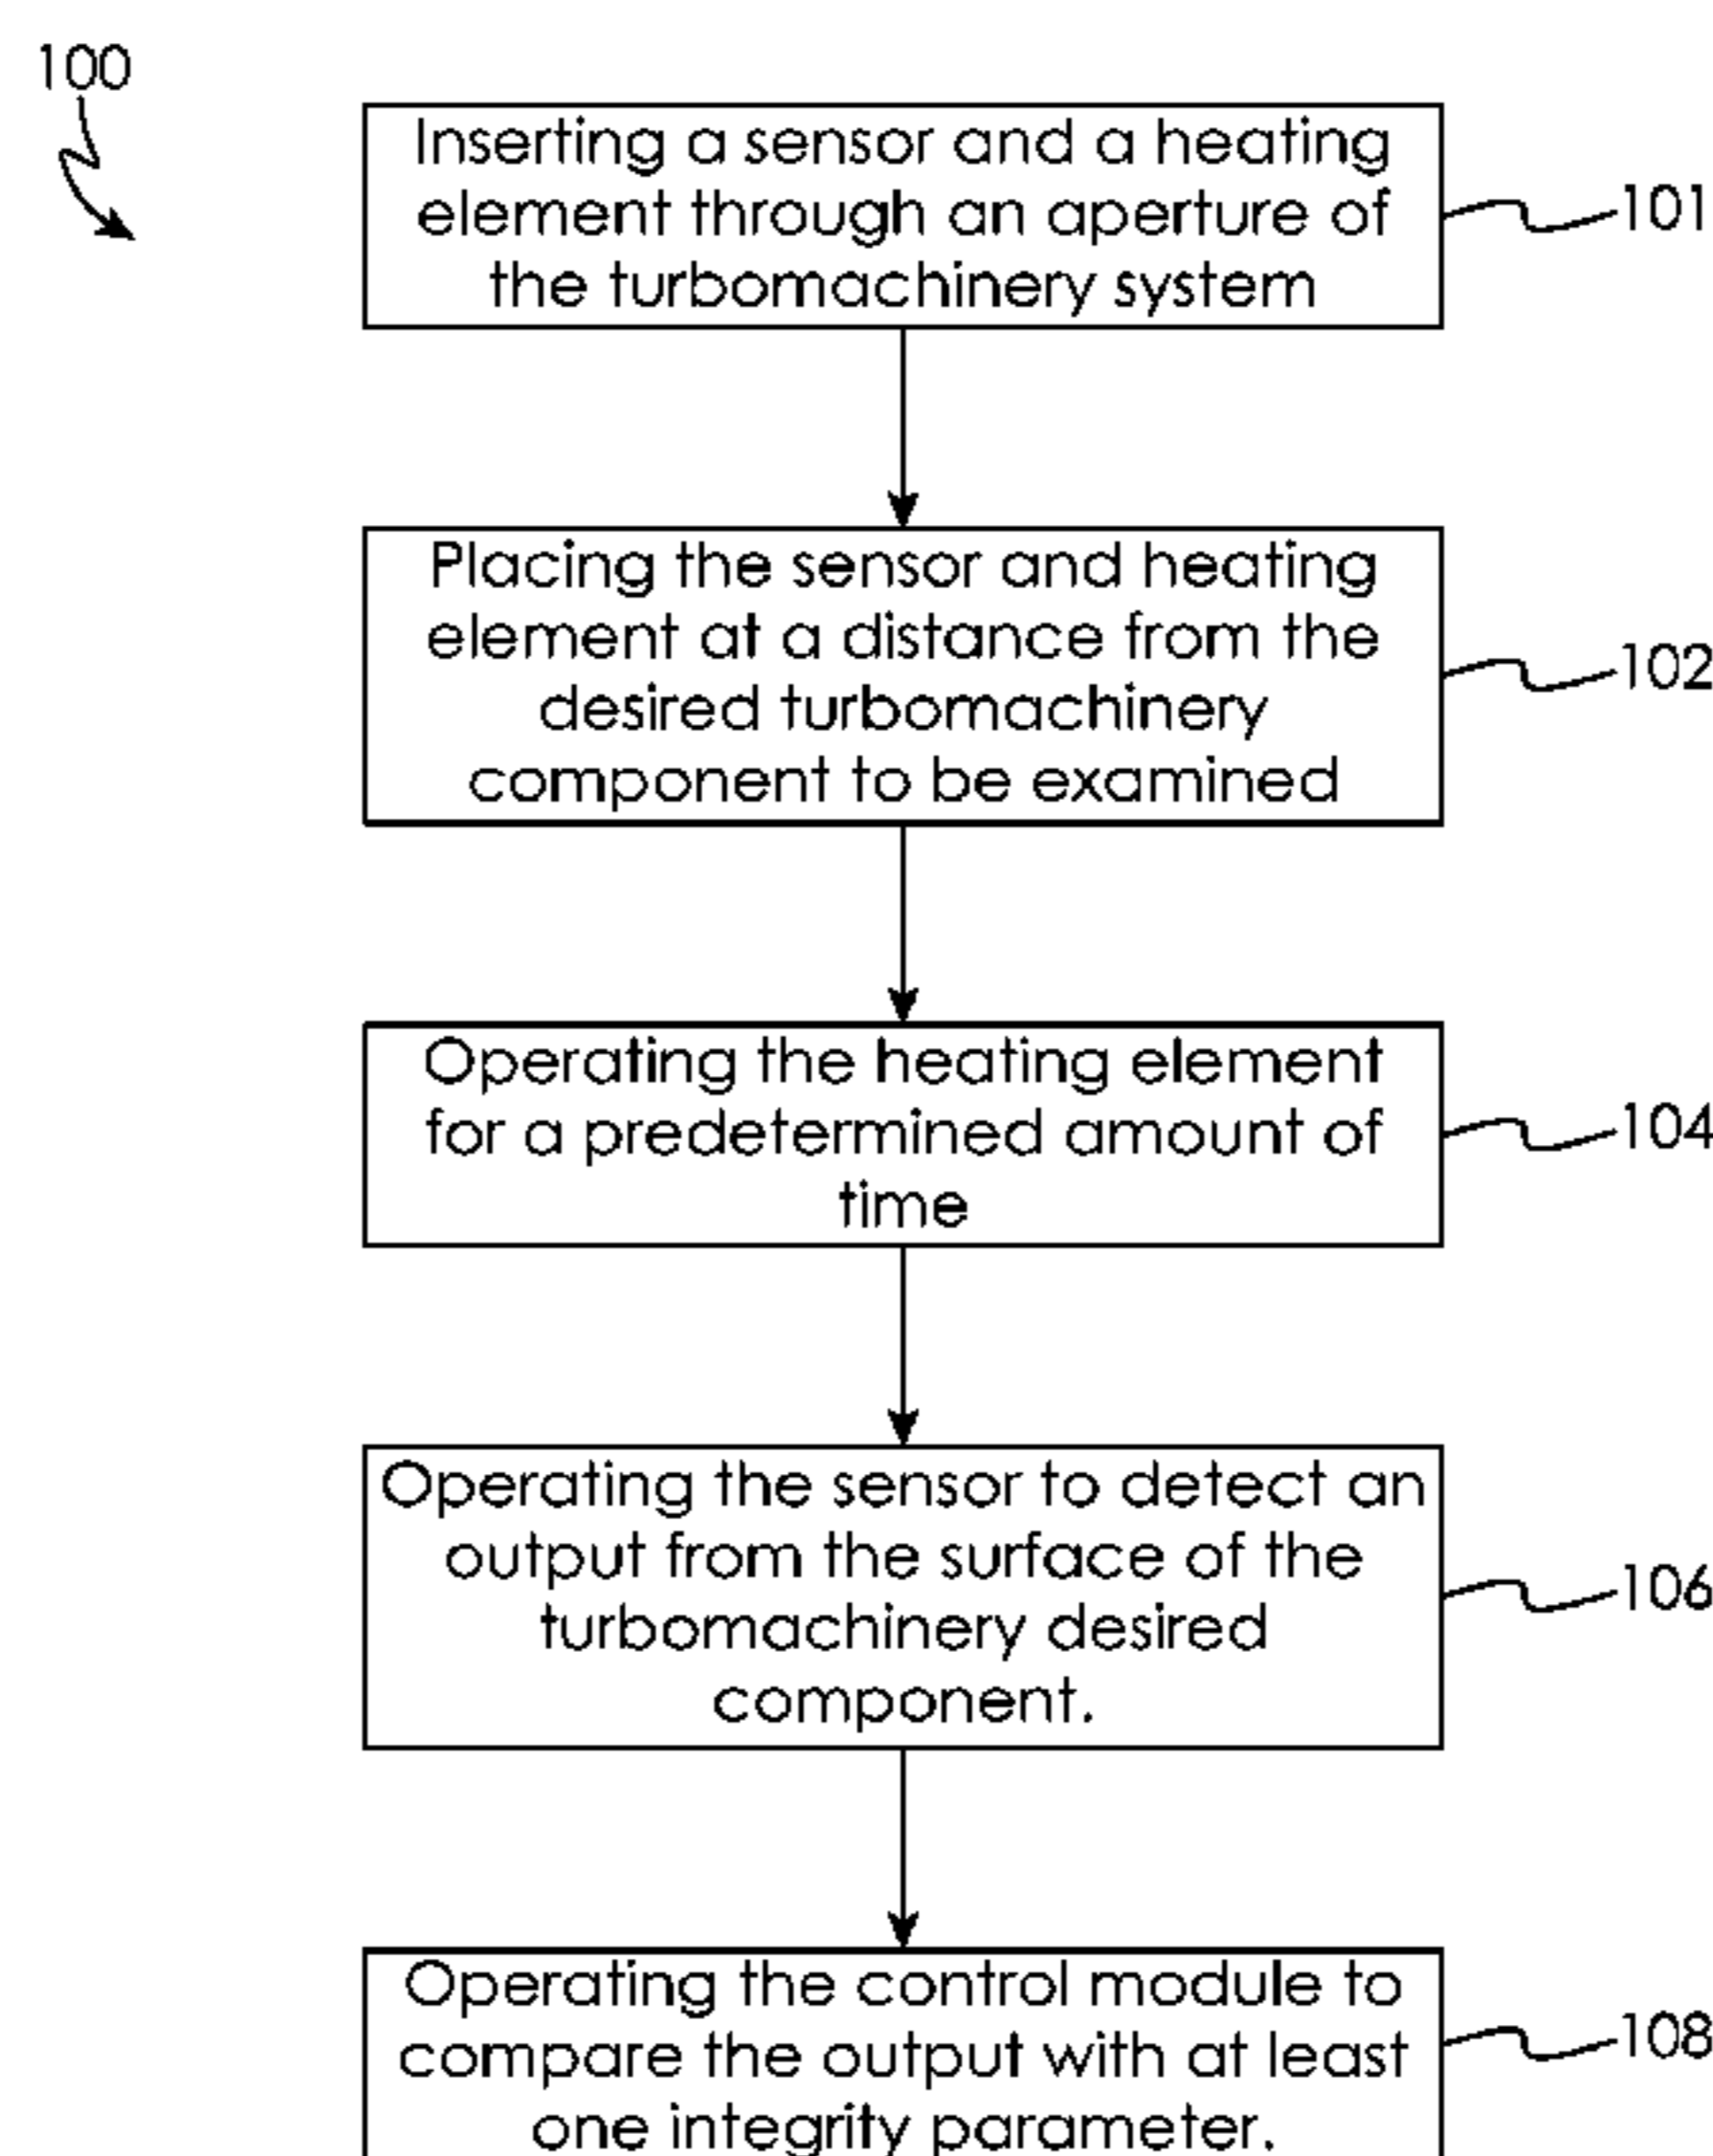 100
Inserting a sensor and a heating
element through an aperture of
the turbomachinery system
101
Placing the sensor and heating
element at a distance from the
desired turbomachinery
component to be examined
102
Operating the heating element
for a predetermined amount of
time
104
Operating the sensor to detect an
output from the surface of the
turbomachinery desired
component.
106
Operating the control module to
compare the output with at least
one integrity parameter.
108